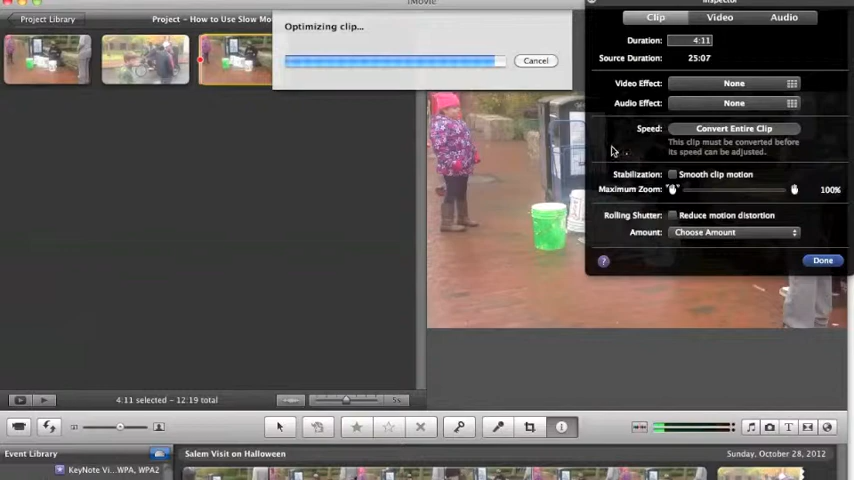 iMovie
Inspector
Project Library
Project – How to Use Slow Mo
Optimizing clip...
Cancel
Clip
Video
Audio
Duration: 4:11
Source Duration: 25:07
Video Effect: None
Audio Effect: None
Speed: Convert Entire Clip
This clip must be converted before
its speed can be adjusted.
Stabilization: Smooth clip motion
Maximum Zoom: 100%
Rolling Shutter: Reduce motion distortion
Amount: Choose Amount
? Done
4:11 selected - 12:19 total
5s
Event Library
Salem Visit on Halloween
Sunday, October 28, 2012
KeyNote Vi...WPA, WPA2